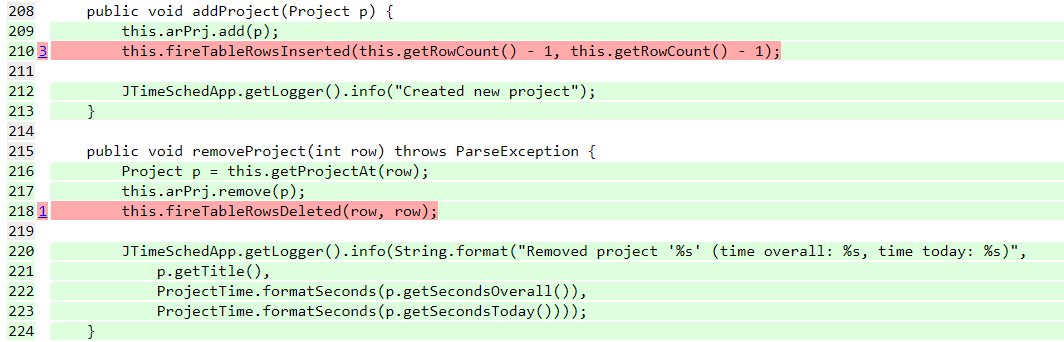 208 public void addProject(Project p) {
209 this.arPrj.add(p);
210 3 this.fireTableRowsInserted(this.getRowCount() - 1, this.getRowCount() - 1);
211
212 JTimeSchedApp.getLogger().info("Created new project");
213 }
214
215 public void removeProject(int row) throws ParseException {
216 Project p = this.getProjectAt(row);
217 this.arPrj.remove(p);
218 1 this.fireTableRowsDeleted(row, row);
219
220 JTimeSchedApp.getLogger().info(String.format("Removed project '%s' (time overall: %s, time today: %s)",
221 p.getTitle(),
222 ProjectTime.formatSeconds(p.getSecondsOverall()),
223 ProjectTime.formatSeconds(p.getSecondsToday())));
224 }